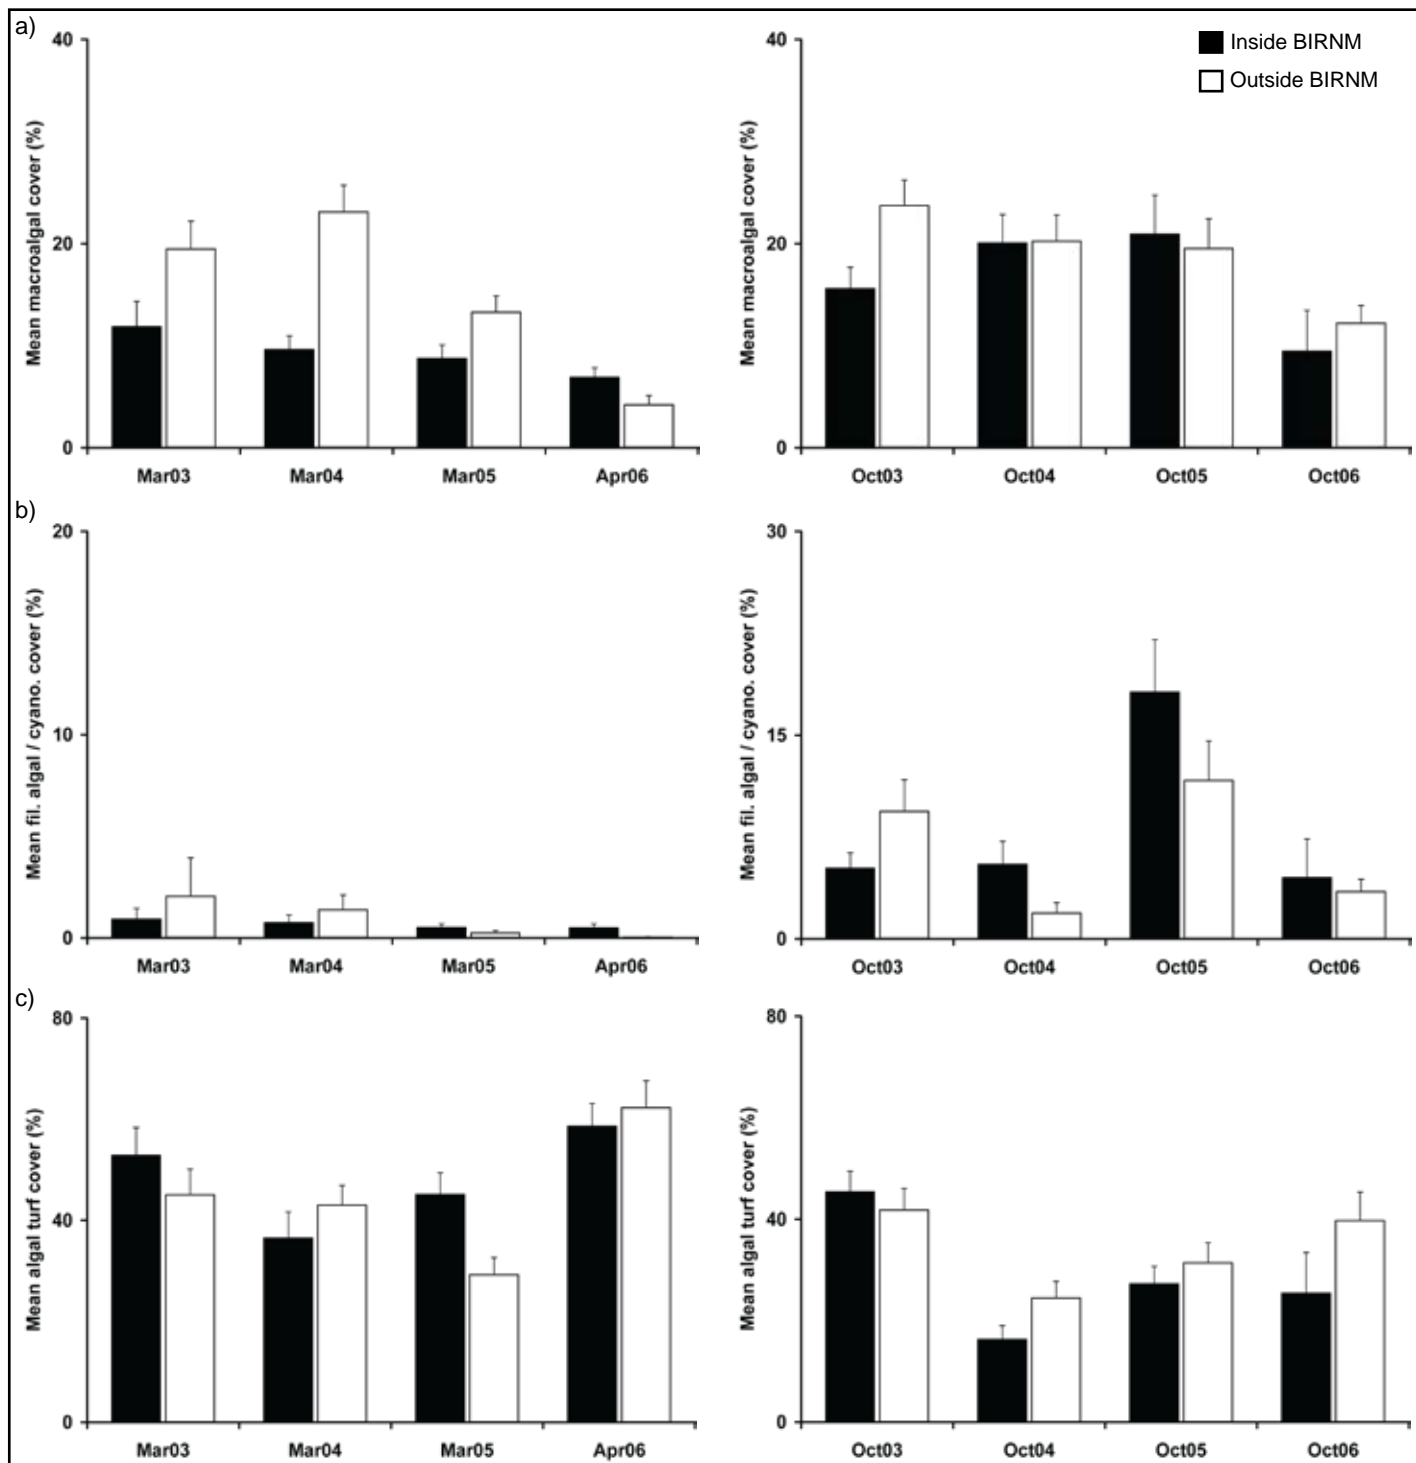 a)
40
20
0
Mean macroalgal cover (%)
Mar03 Mar04 Mar05 Apr06
40
20
0
Mean macroalgal cover (%)
Oct03 Oct04 Oct05 Oct06
Inside BIRNM
Outside BIRNM
b)
20
10
0
Mean fil. algal / cyano. cover (%)
Mar03 Mar04 Mar05 Apr06
30
15
0
Mean fil. algal / cyano. cover (%)
Oct03 Oct04 Oct05 Oct06
c)
80
40
0
Mean algal turf cover (%)
Mar03 Mar04 Mar05 Apr06
80
40
0
Mean algal turf cover (%)
Oct03 Oct04 Oct05 Oct06